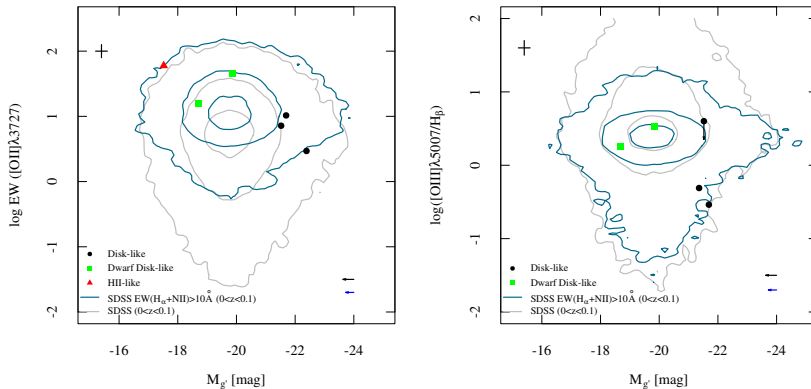 2
1
0
-1
-2
log EW ([OII]λ3727)
Disk-like
Dwarf Disk-like
HII-like
SDSS EW(Hα+NII)>10Å (0<z<0.1)
SDSS (0<z<0.1)
-16 -18 -20 -22 -24
Mg' [mag]
2
1
0
-1
-2
log([OIII]λ5007/Hβ)
Disk-like
Dwarf Disk-like
SDSS EW(Hα+NII)>10Å (0<z<0.1)
SDSS (0<z<0.1)
-16 -18 -20 -22 -24
Mg' [mag]